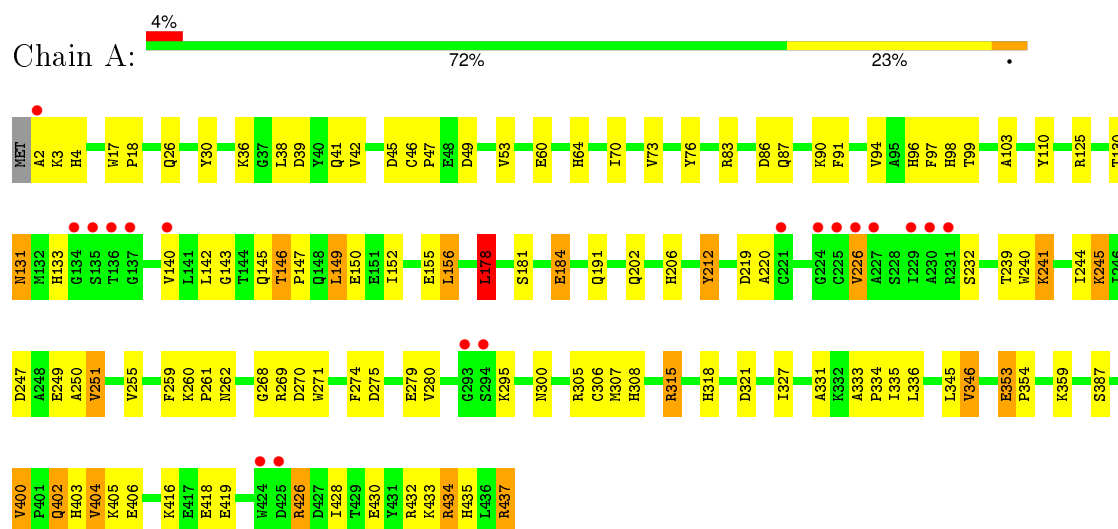 4%
Chain A:
72% 23% •
MET A2 K3 H4 W17 P18 Q26 Y30 K36 G37 L38 D39 Y40 Q41 V42 D45 C46 P47 E48 D49 V53 E60 H64 I70 V73 Y76 R83 D86 Q87 K90 F91 V94 A95 H96 F97 H98 T99 A103 Y110 R125 T130
N131 M132 H133 G134 S135 T136 G137 V140 L141 L142 G143 T144 Q145 T146 P147 Q148 L149 E150 E151 I152 E155 L156 L178 S181 E184 Q191 Q202 H206 Y212 D219 A220 C221 G224 C225 V226 A227 S228 I229 A230 R231 S232 T239 W240 K241 I244 K245 I246
D247 A248 E249 A250 V251 V255 F259 K260 P261 N262 G268 R269 D270 W271 F274 D275 E279 V280 G293 S294 K295 N300 R305 C306 M307 H308 R315 H318 D321 I327 A331 K332 A333 P334 I335 L336 L345 V346 E353 P354 K359 S387
V400 P401 Q402 H403 V404 K405 E406 K416 E417 E418 E419 W424 D425 R426 D427 I428 T429 E430 Y431 R432 K433 R434 H435 L436 R437